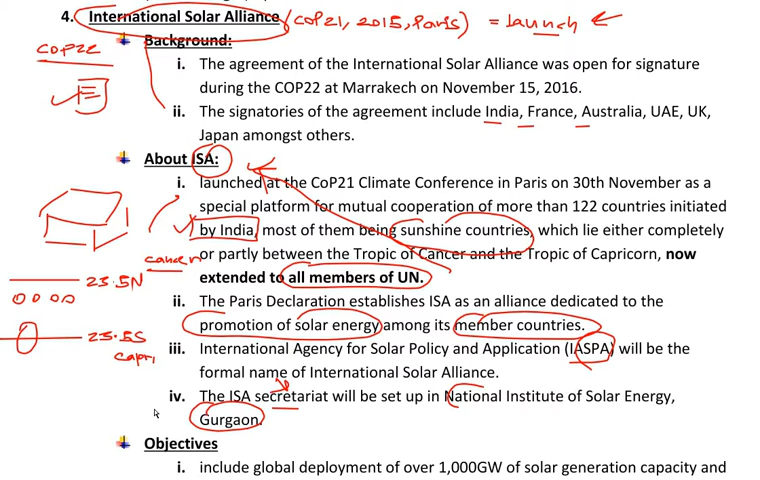 4. International Solar Alliance (COP21, 2015, Paris) = launch
COP22
Background:
i. The agreement of the International Solar Alliance was open for signature
during the COP22 at Marrakech on November 15, 2016.
ii. The signatories of the agreement include India, France, Australia, UAE, UK,
Japan amongst others.
About ISA:
i. launched at the CoP21 Climate Conference in Paris on 30th November as a
special platform for mutual cooperation of more than 122 countries initiated
by India, most of them being sunshine countries, which lie either completely
cancer
or partly between the Tropic of Cancer and the Tropic of Capricorn, now
extended to all members of UN.
23.5N
ii. The Paris Declaration establishes ISA as an alliance dedicated to the
promotion of solar energy among its member countries.
23.5S
Capri
iii. International Agency for Solar Policy and Application (IASPA) will be the
formal name of International Solar Alliance.
iv. The ISA secretariat will be set up in National Institute of Solar Energy,
Gurgaon.
Objectives
i. include global deployment of over 1,000GW of solar generation capacity and